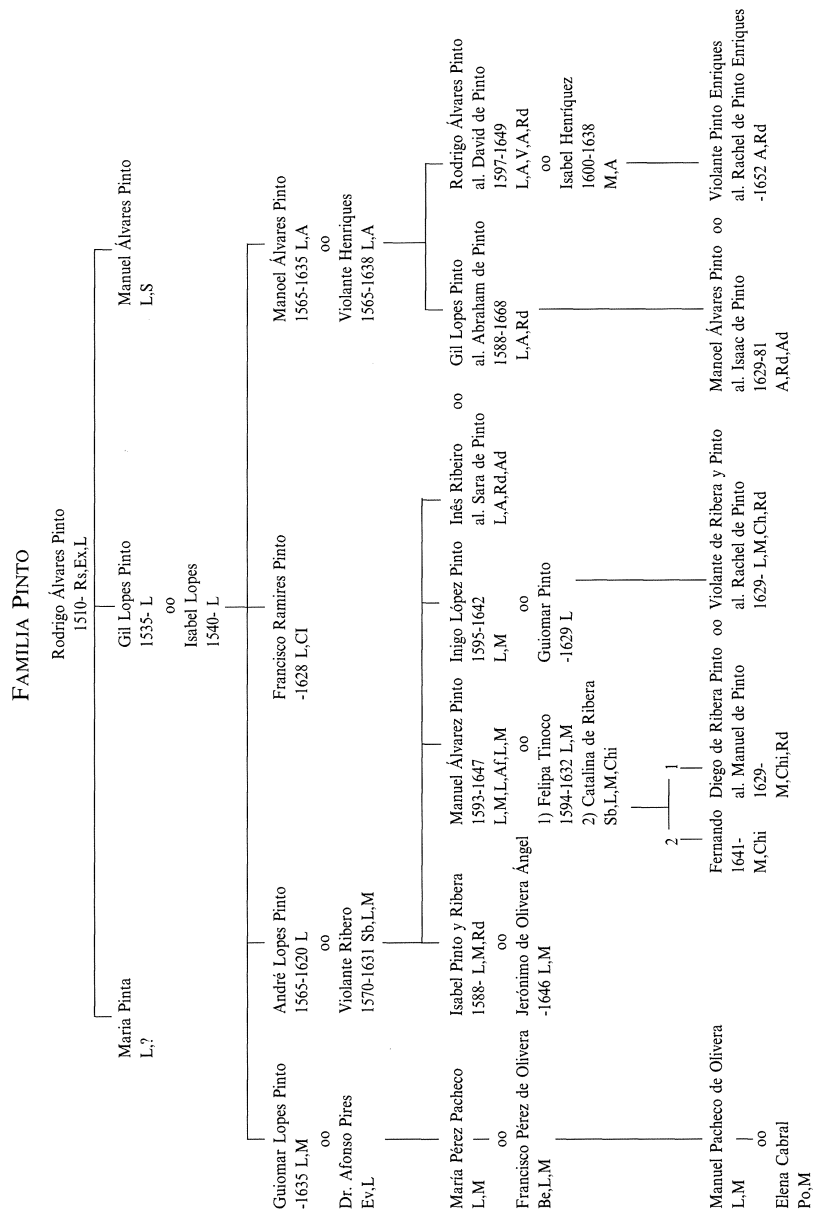 FAMILIA PINTO
Rodrigo Álvares Pinto
1510- Rs,Ex,L
Maria Pinta
L,?
Gil Lopes Pinto
1535- L
oo
Isabel Lopes
1540- L
Manuel Álvares Pinto
L,S
Guiomar Lopes Pinto
-1635 L,M
oo
Dr. Afonso Pires
Ev,L
André Lopes Pinto
1565-1620 L
oo
Violante Ribero
1570-1631 Sb,L,M
Francisco Ramires Pinto
-1628 L,CI
Manoel Álvares Pinto
1565-1635 L,A
oo
Violante Henriques
1565-1638 L,A
María Pérez Pacheco
L,M
oo
Francisco Pérez de Olivera
Be,L,M
Isabel Pinto y Ribera
1588- L,M,Rd
oo
Jerónimo de Olivera Ángel
-1646 L,M
Manuel Álvarez Pinto
1593-1647
L,M,L,Af,L,M
oo
1) Felipa Tinoco
1594-1632 L,M
2) Catalina de Ribera
Sb,L,M,Chi
Inigo López Pinto
1595-1642
L,M
oo
Guiomar Pinto
-1629 L
Inês Ribeiro oo
al. Sara de Pinto
L,A,Rd,Ad
Gil Lopes Pinto
al. Abraham de Pinto
1588-1668
L,A,Rd
Rodrigo Álvares Pinto
al. David de Pinto
1597-1649
L,A,V,A,Rd
oo
Isabel Henríquez
1600-1638
M,A
2 1
Manuel Pacheco de Olivera
L,M
oo
Elena Cabral
Po,M
Fernando
1641-
M,Chi
Diego de Ribera Pinto oo
al. Manuel de Pinto
1629-
M,Chi,Rd
Violante de Ribera y Pinto
al. Rachel de Pinto
1629- L,M,Ch,Rd
Manoel Álvares Pinto oo
al. Isaac de Pinto
1629-81
A,Rd,Ad
Violante Pinto Enriques
al. Rachel de Pinto Enriques
-1652 A,Rd